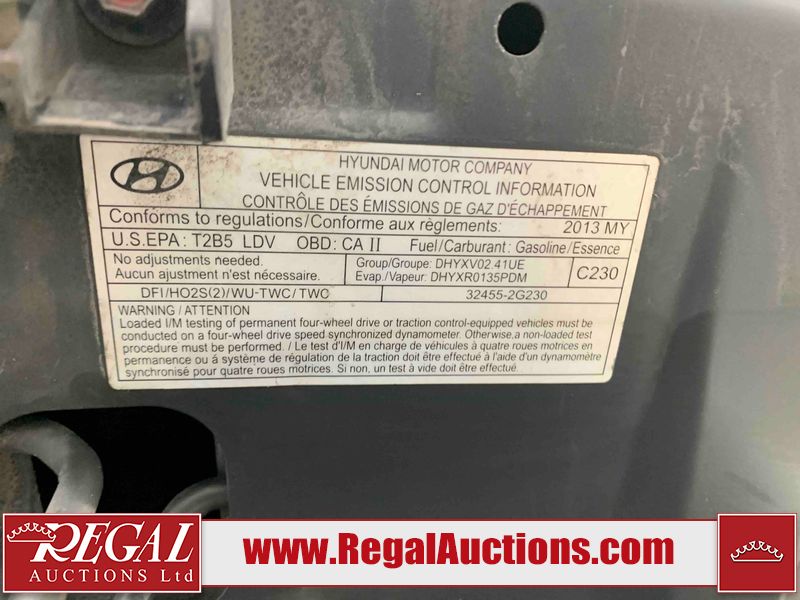 HYUNDAI MOTOR COMPANY
VEHICLE EMISSION CONTROL INFORMATION
CONTRÔLE DES ÉMISSIONS DE GAZ D'ÉCHAPPEMENT
Conforms to regulations/Conforme aux règlements: 2013 MY
U.S.EPA: T2B5 LDV OBD: CA II Fuel/Carburant: Gasoline/Essence
No adjustments needed.
Aucun ajustement n'est nécessaire.
Group/Groupe: DHYXV02.41UE
Evap./Vapeur: DHYXR0135PDM
C230
DFI/HO2S(2)/WU-TWC/TWC 32455-2G230
WARNING / ATTENTION
Loaded I/M testing of permanent four-wheel drive or traction control-equipped vehicles must be
conducted on a four-wheel drive speed synchronized dynamometer. Otherwise,a non-loaded test
procedure must be performed. / Le test d'I/M en charge de véhicules à quatre roues motrices en
permanence ou á système de régulation de la traction doit être effectué à l'aide d'un dynamomètre
synchronisé pour quatre roues motrices. Si non, un test à vide doit être effectué.
REGAL
AUCTIONS Ltd
www.RegalAuctions.com